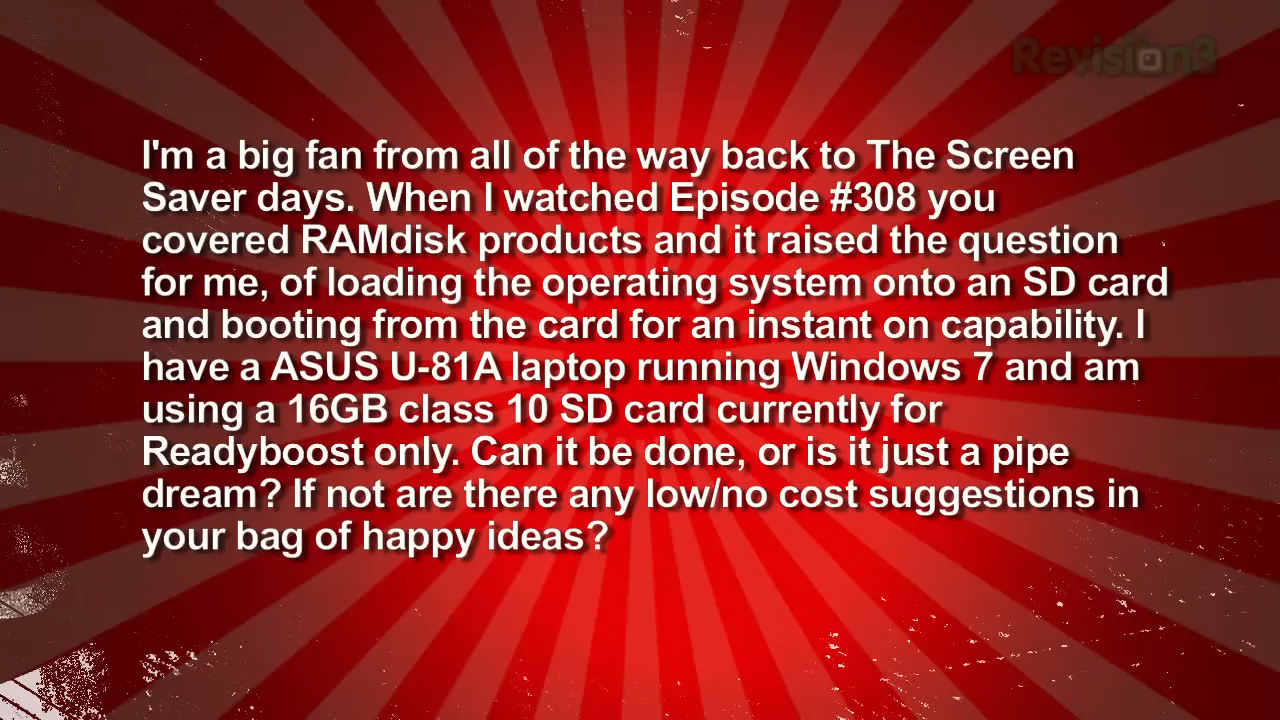 Revision3
I'm a big fan from all of the way back to The Screen
Saver days. When I watched Episode #308 you
covered RAMdisk products and it raised the question
for me, of loading the operating system onto an SD card
and booting from the card for an instant on capability. I
have a ASUS U-81A laptop running Windows 7 and am
using a 16GB class 10 SD card currently for
Readyboost only. Can it be done, or is it just a pipe
dream? If not are there any low/no cost suggestions in
your bag of happy ideas?